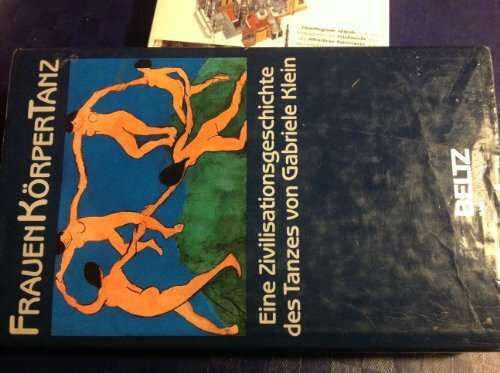 FRAUENKÖRPERTANZ
Eine Zivilisationsgeschichte
des Tanzes von Gabriele Klein
BELTZ